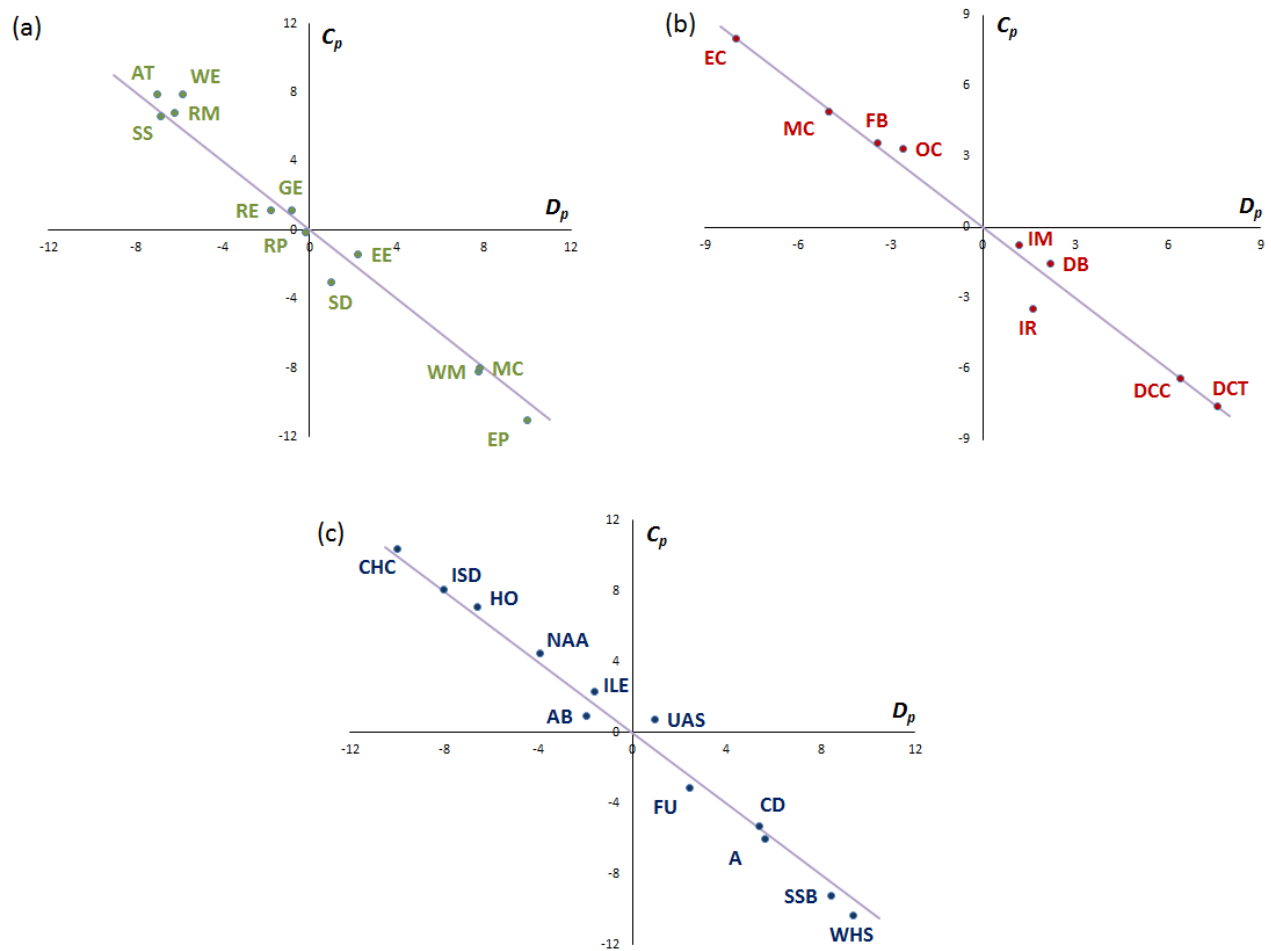 (a)
12
Cp
AT
WE
8
RM
SS
4
GE
RE
Dp
-12
-8
-4
0
0
4
8
12
RP
EE
SD
-4
-8
WM
MC
EP
-12
(b)
9
Cp
EC
6
MC
FB
OC
3
Dp
0
-9
-6
-3
0
3
6
9
IM
DB
-3
IR
-6
DCC
DCT
-9
(c)
12
Cp
CHC
ISD
8
HO
NAA
4
ILE
AB
UAS
Dp
0
-12
-8
-4
0
4
8
12
FU
CD
-4
A
-8
SSB
WHS
-12